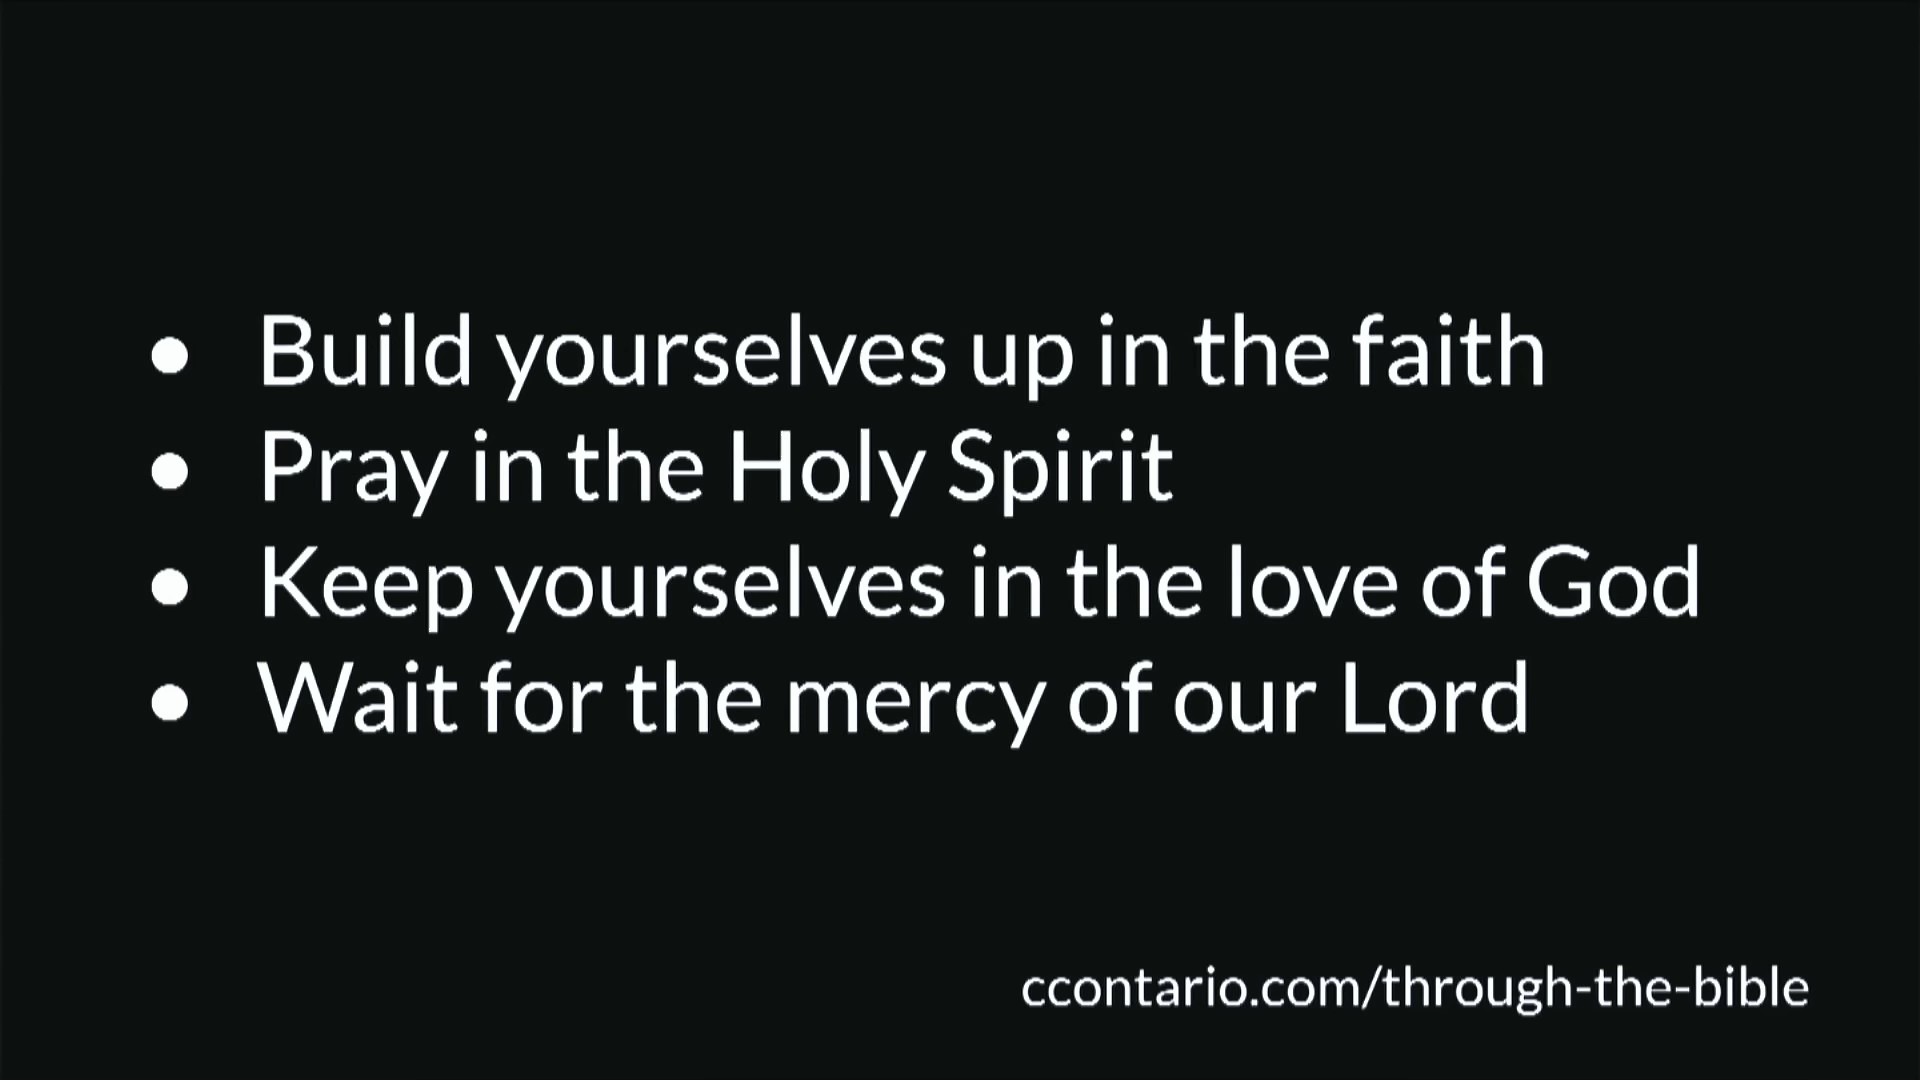 ● Build yourselves up in the faith
● Pray in the Holy Spirit
● Keep yourselves in the love of God
● Wait for the mercy of our Lord
ccontario.com/through-the-bible